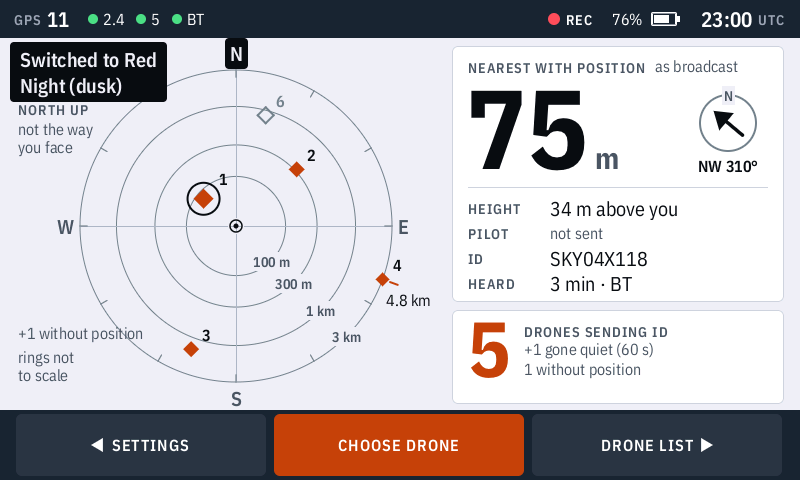 GPS 11 2.4 5 BT REC 76% 23:00 UTC
Switched to Red
Night (dusk)
NORTH UP
not the way
you face
N
6
2
1
W
E
100 m
300 m
1 km
3 km
4
4.8 km
3
S
+1 without position
rings not
to scale
NEAREST WITH POSITION as broadcast
75 m
N
NW 310°
HEIGHT 34 m above you
PILOT not sent
ID SKY04X118
HEARD 3 min · BT
5 DRONES SENDING ID
+1 gone quiet (60 s)
1 without position
◀ SETTINGS
CHOOSE DRONE
DRONE LIST ▶